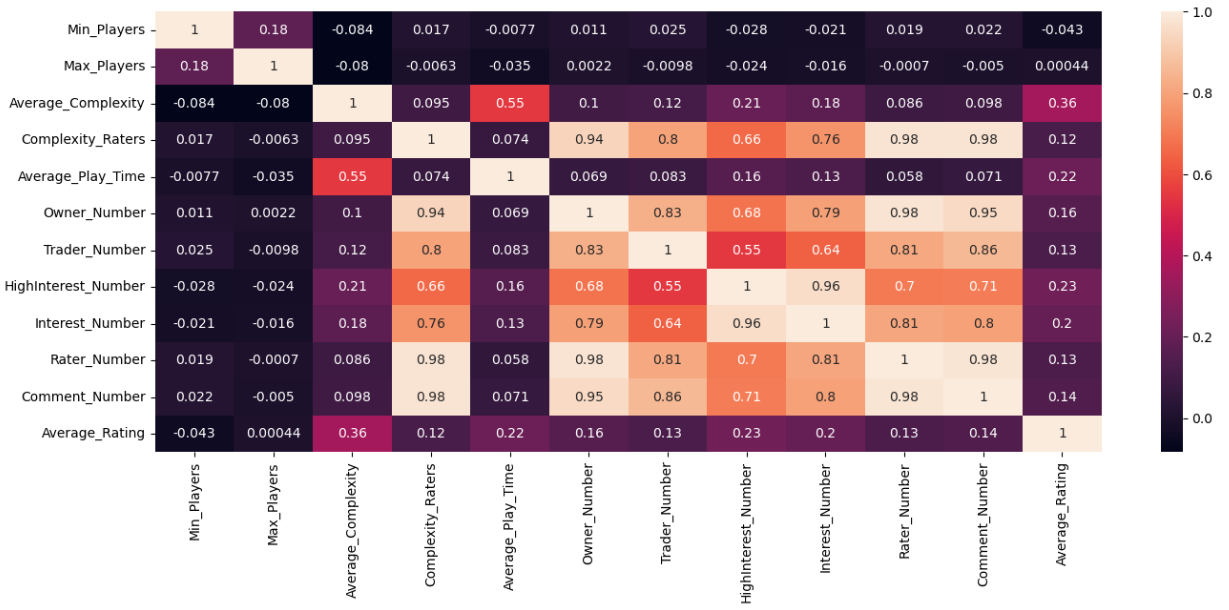 Min_Players 1 0.18 -0.084 0.017 -0.0077 0.011 0.025 -0.028 -0.021 0.019 0.022 -0.043
Max_Players 0.18 1 -0.08 -0.0063 -0.035 0.0022 -0.0098 -0.024 -0.016 -0.0007 -0.005 0.00044
Average_Complexity -0.084 -0.08 1 0.095 0.55 0.1 0.12 0.21 0.18 0.086 0.098 0.36
Complexity_Raters 0.017 -0.0063 0.095 1 0.074 0.94 0.8 0.66 0.76 0.98 0.98 0.12
Average_Play_Time -0.0077 -0.035 0.55 0.074 1 0.069 0.083 0.16 0.13 0.058 0.071 0.22
Owner_Number 0.011 0.0022 0.1 0.94 0.069 1 0.83 0.68 0.79 0.98 0.95 0.16
Trader_Number 0.025 -0.0098 0.12 0.8 0.083 0.83 1 0.55 0.64 0.81 0.86 0.13
HighInterest_Number -0.028 -0.024 0.21 0.66 0.16 0.68 0.55 1 0.96 0.7 0.71 0.23
Interest_Number -0.021 -0.016 0.18 0.76 0.13 0.79 0.64 0.96 1 0.81 0.8 0.2
Rater_Number 0.019 -0.0007 0.086 0.98 0.058 0.98 0.81 0.7 0.81 1 0.98 0.13
Comment_Number 0.022 -0.005 0.098 0.98 0.071 0.95 0.86 0.71 0.8 0.98 1 0.14
Average_Rating -0.043 0.00044 0.36 0.12 0.22 0.16 0.13 0.23 0.2 0.13 0.14 1
Min_Players
Max_Players
Average_Complexity
Complexity_Raters
Average_Play_Time
Owner_Number
Trader_Number
HighInterest_Number
Interest_Number
Rater_Number
Comment_Number
Average_Rating
1.0
0.8
0.6
0.4
0.2
0.0